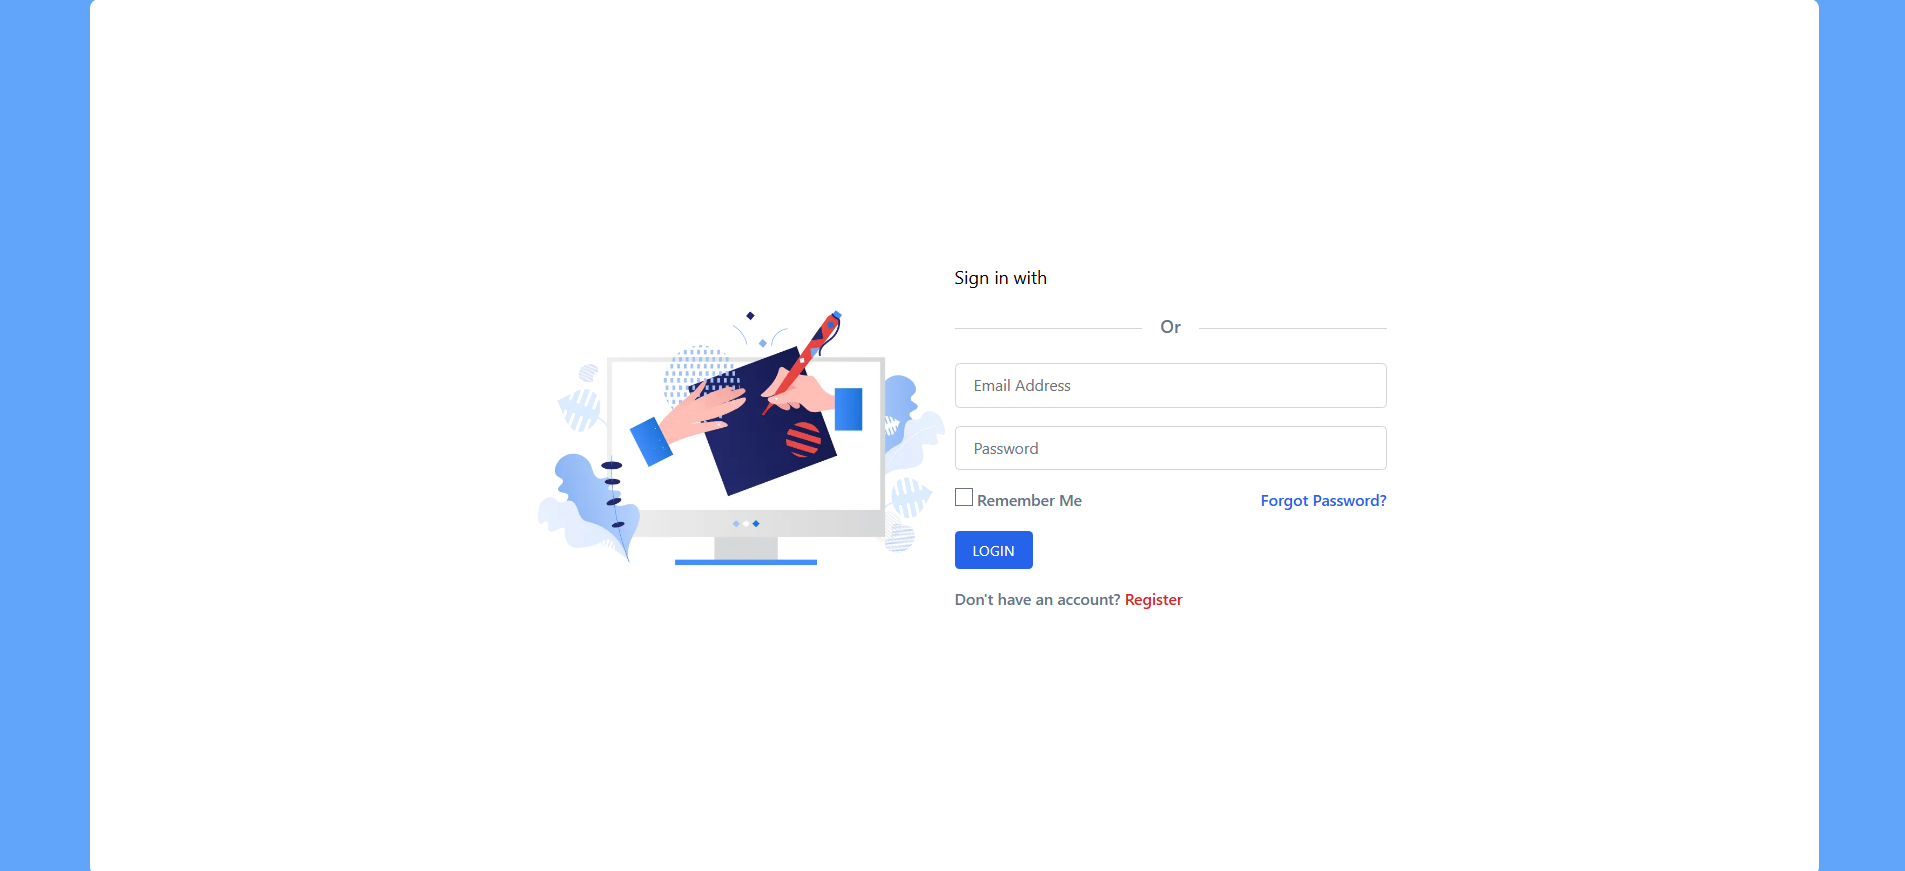 Sign in with
Or
Email Address
Password
Remember Me Forgot Password?
LOGIN
Don't have an account? Register